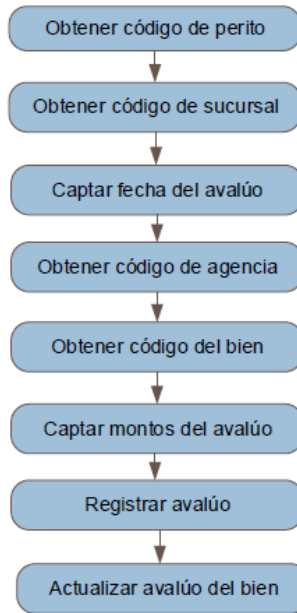 Obtener código de perito
Obtener código de sucursal
Captar fecha del avalúo
Obtener código de agencia
Obtener código del bien
Captar montos del avalúo
Registrar avalúo
Actualizar avalúo del bien